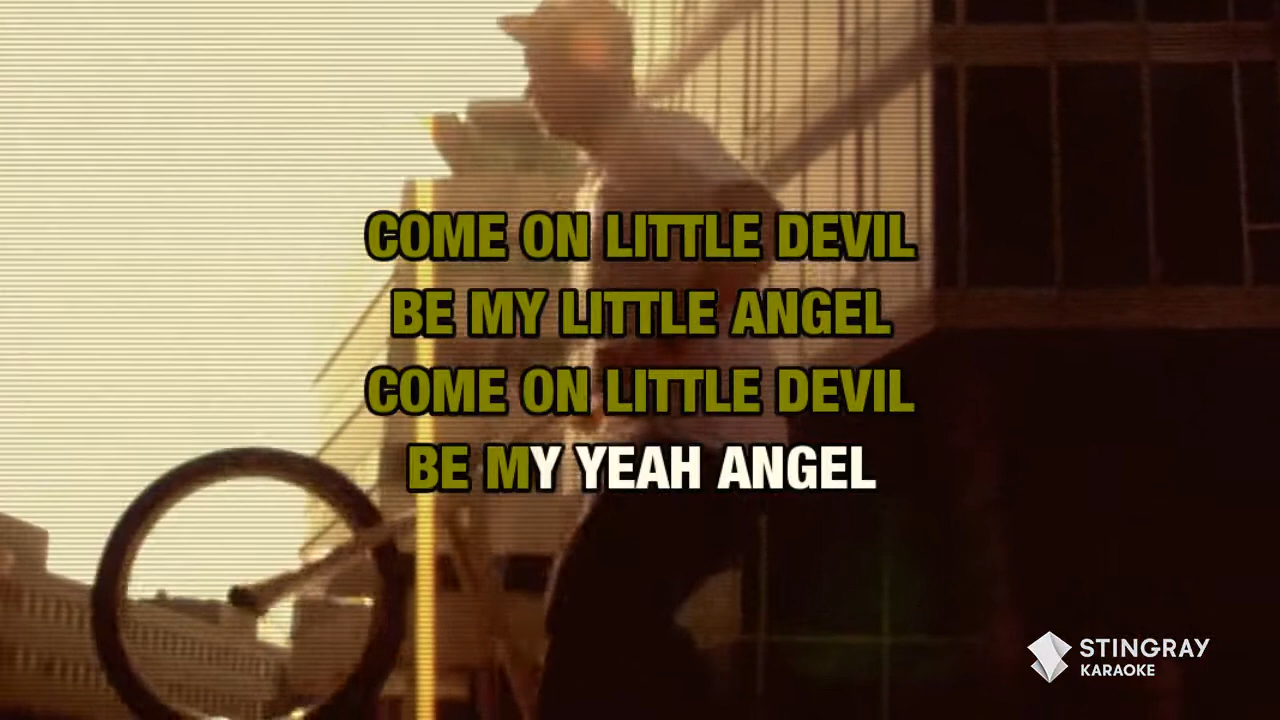 COME ON LITTLE DEVIL
BE MY LITTLE ANGEL
COME ON LITTLE DEVIL
BE MY YEAH ANGEL
STINGRAY
KARAOKE